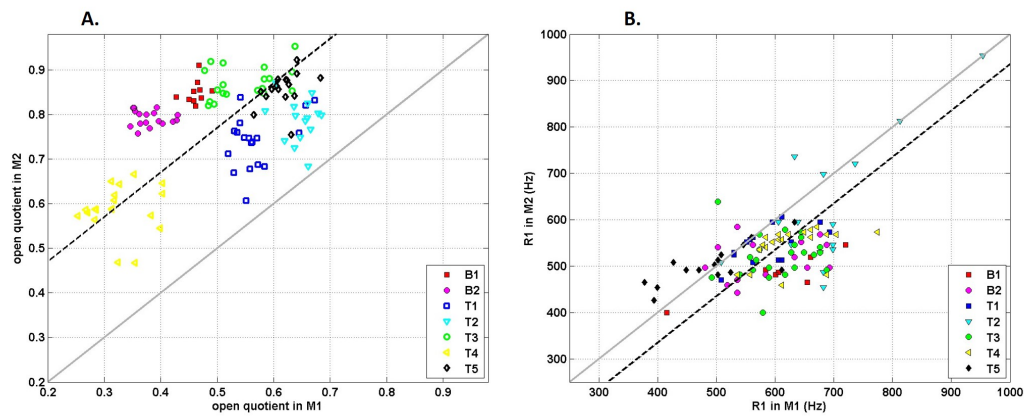 A.
open quotient in M2
0.9
0.8
0.7
0.6
0.5
0.4
0.3
0.2
0.2 0.3 0.4 0.5 0.6 0.7 0.8 0.9
open quotient in M1
B1
B2
T1
T2
T3
T4
T5
B.
R1 in M2 (Hz)
1000
900
800
700
600
500
400
300
300 400 500 600 700 800 900 1000
R1 in M1 (Hz)
B1
B2
T1
T2
T3
T4
T5